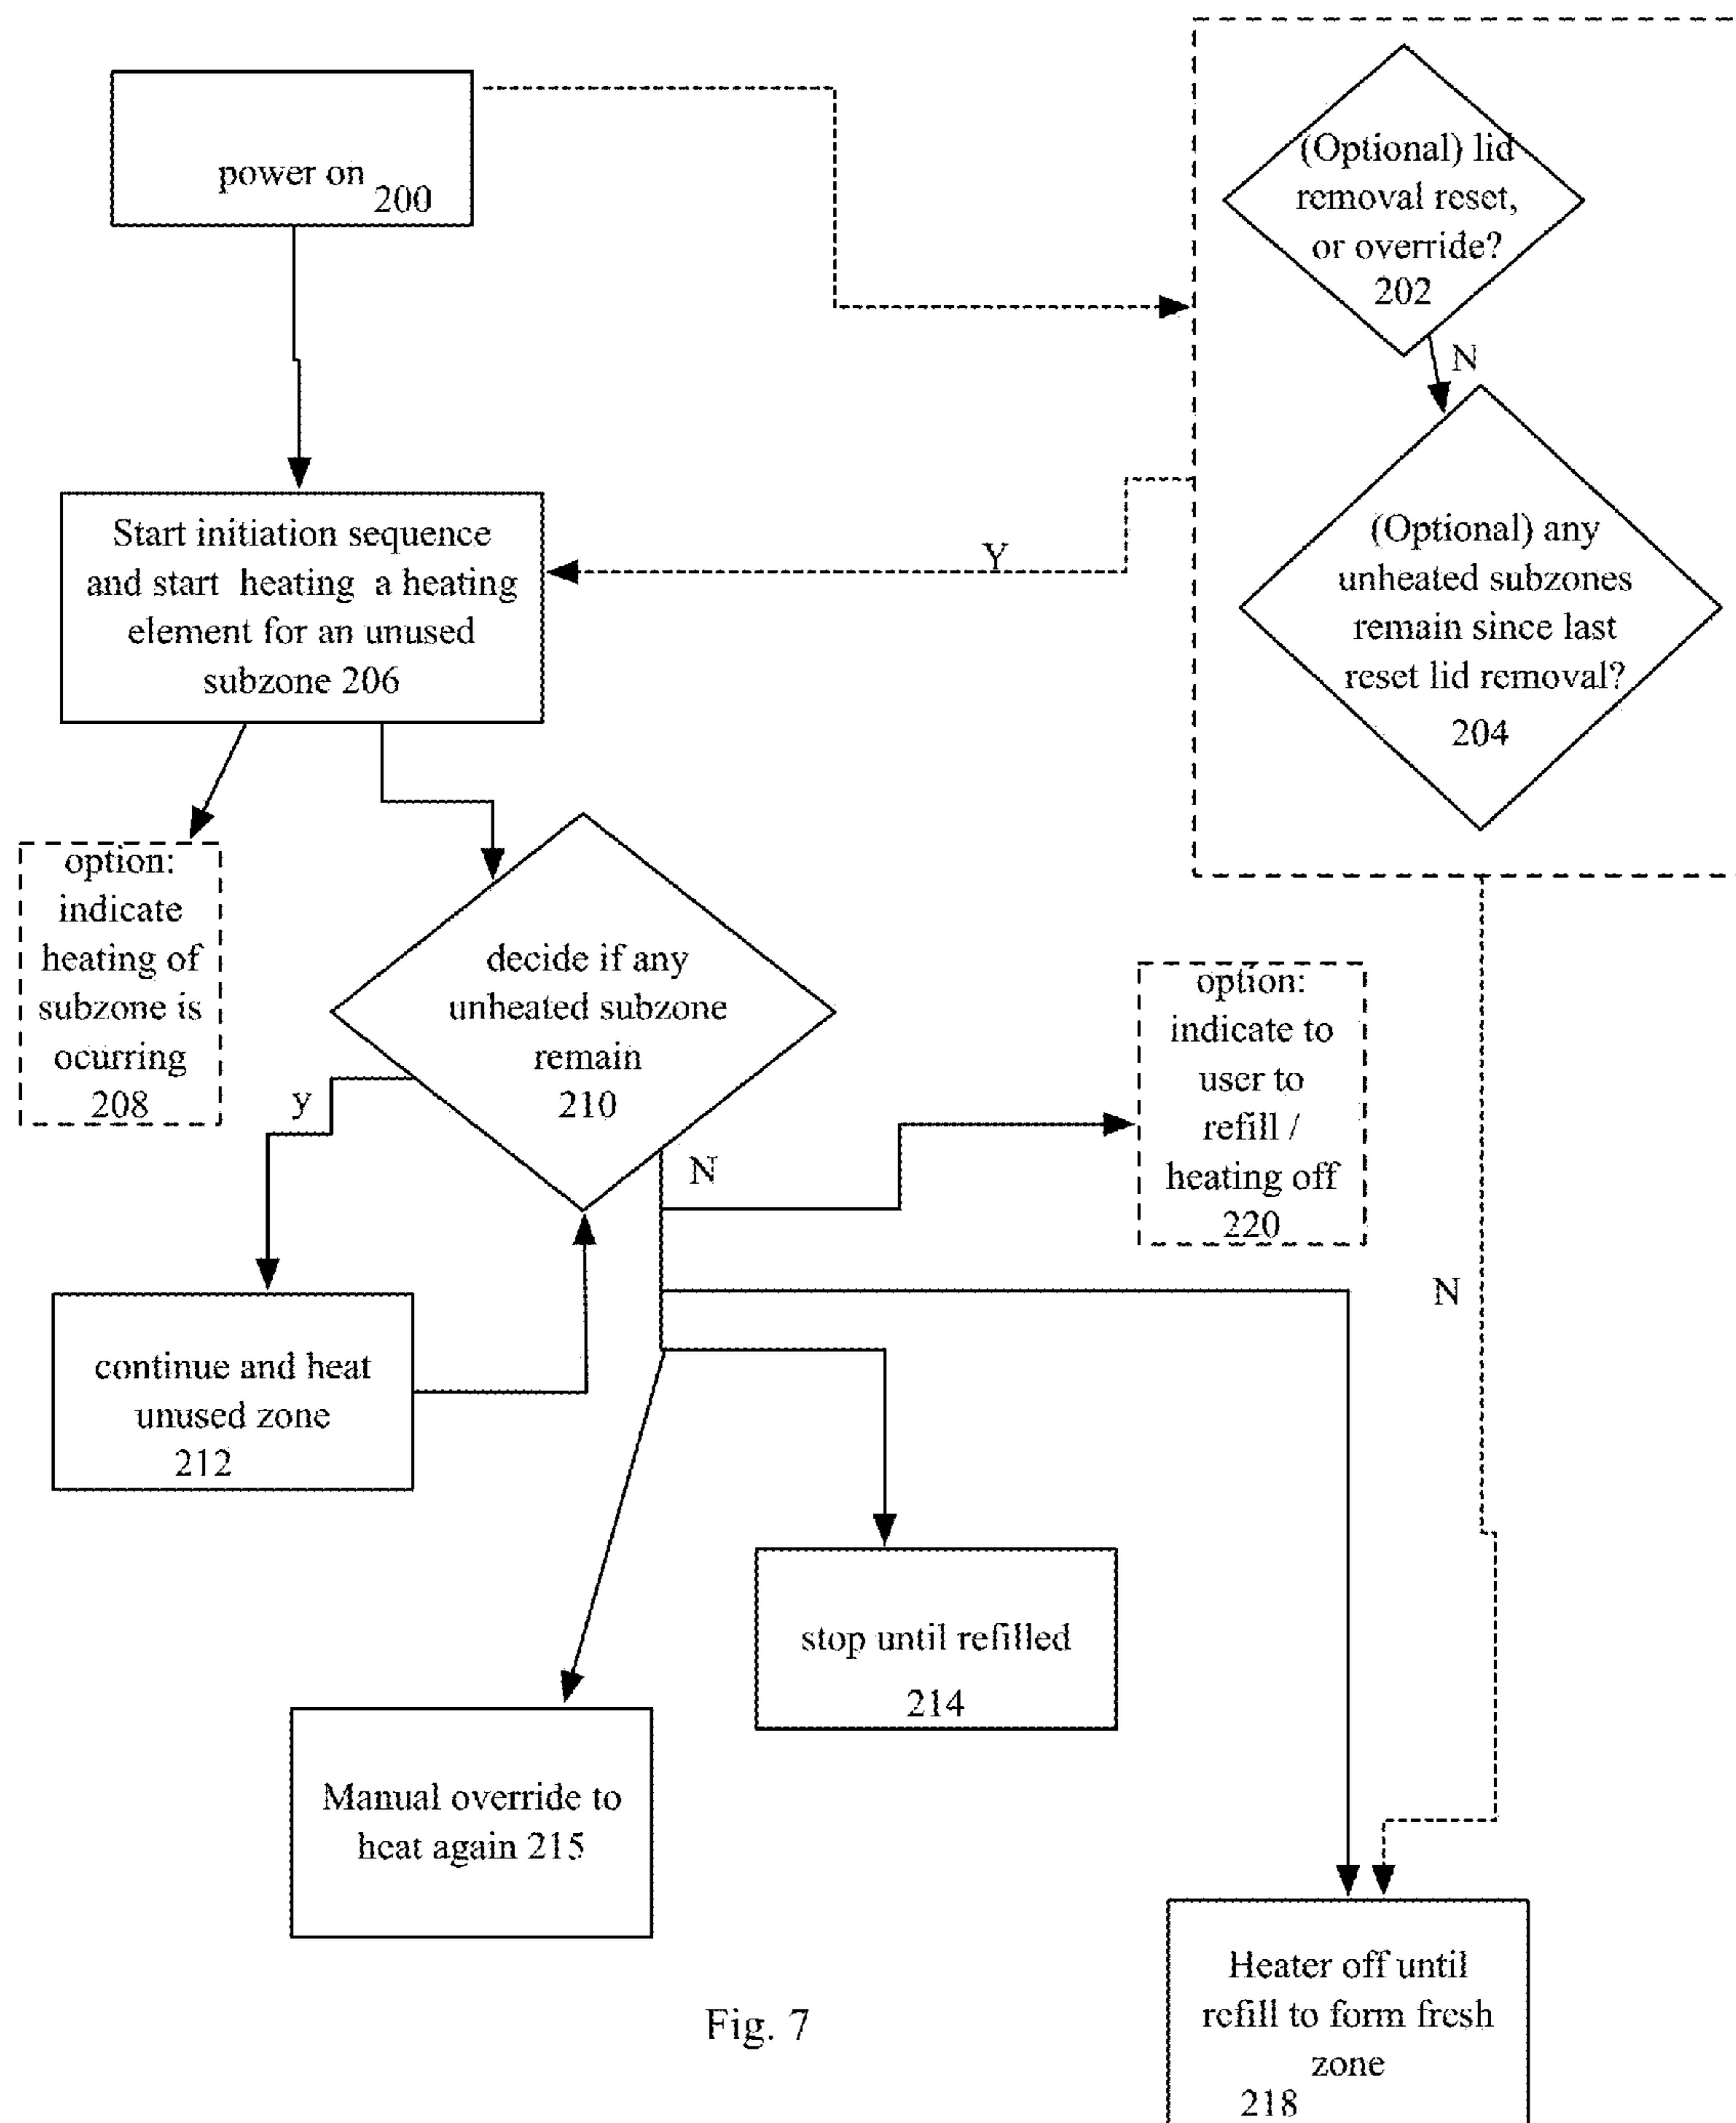 power on
200
(Optional) lid
removal reset,
or override?
202
N
(Optional) any
unheated subzones
remain since last
reset lid removal?
204
Y
Start initiation sequence
and start heating a heating
element for an unused
subzone 206
option:
indicate
heating of
subzone is
ocurring
208
decide if any
unheated subzone
remain
210
y
N
option:
indicate to
user to
refill /
heating off
220
N
continue and heat
unused zone
212
stop until refilled
214
Manual override to
heat again 215
Heater off until
refill to form fresh
zone
218
Fig. 7